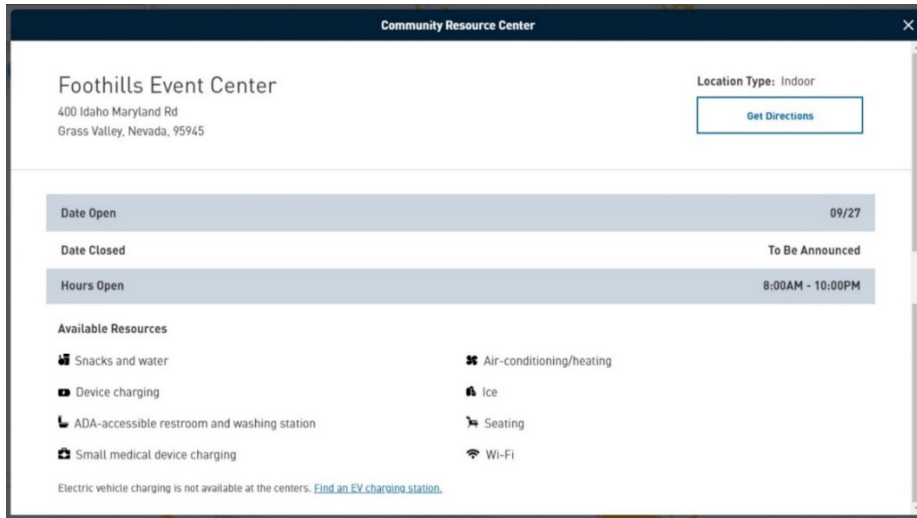 Community Resource Center
Foothills Event Center
400 Idaho Maryland Rd
Grass Valley, Nevada, 95945
Location Type: Indoor
Get Directions
Date Open 09/27
Date Closed To Be Announced
Hours Open 8:00AM - 10:00PM
Available Resources
Snacks and water Air-conditioning/heating
Device charging Ice
ADA-accessible restroom and washing station Seating
Small medical device charging Wi-Fi
Electric vehicle charging is not available at the centers. Find an EV charging station.